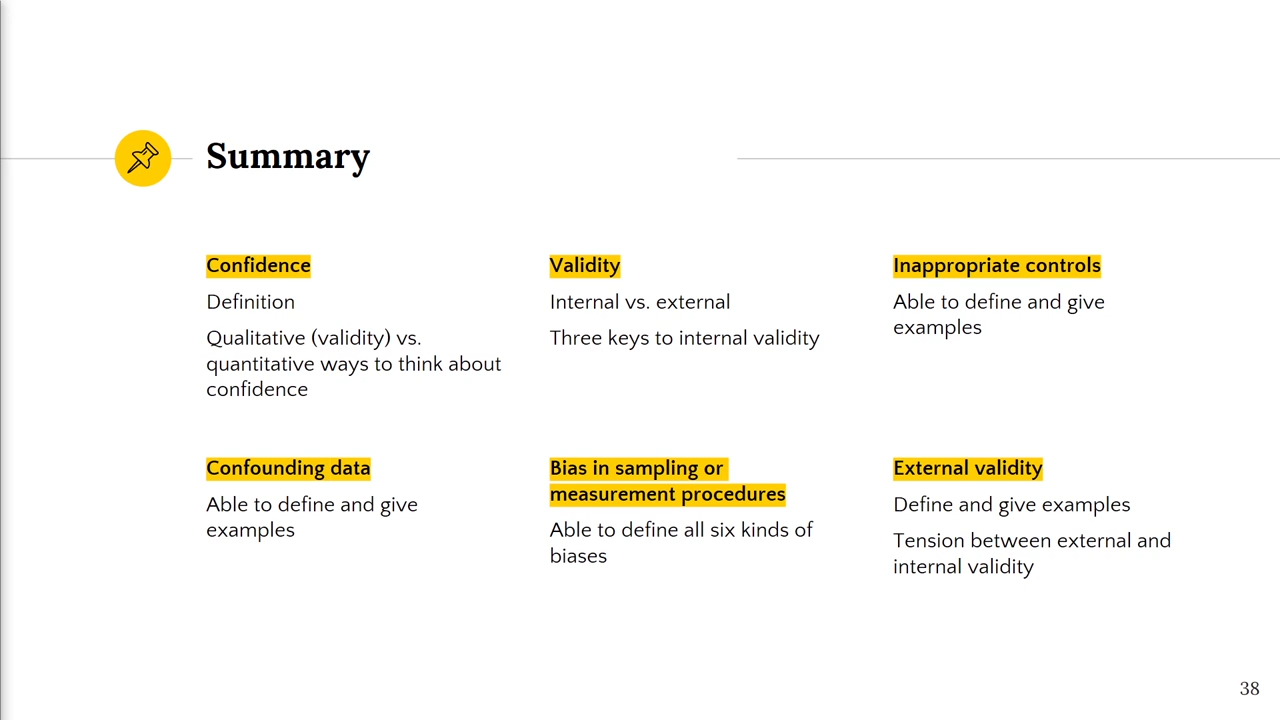 Summary
Confidence
Definition
Qualitative (validity) vs.
quantitative ways to think about
confidence
Validity
Internal vs. external
Three keys to internal validity
Inappropriate controls
Able to define and give
examples
Confounding data
Able to define and give
examples
Bias in sampling or
measurement procedures
Able to define all six kinds of
biases
External validity
Define and give examples
Tension between external and
internal validity
38